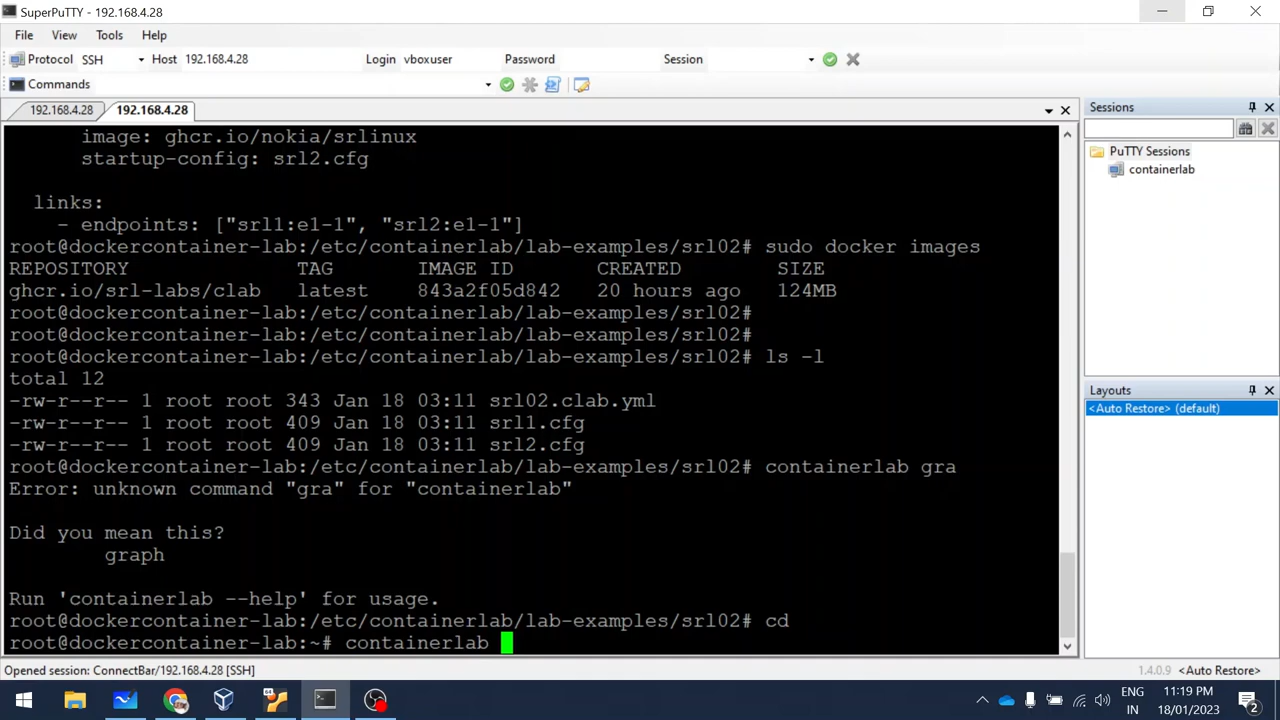 SuperPuTTY - 192.168.4.28
File View Tools Help
Protocol SSH Host 192.168.4.28 Login vboxuser Password Session
Commands
192.168.4.28 192.168.4.28
image: ghcr.io/nokia/srlinux
startup-config: srl2.cfg
links:
- endpoints: ["srl1:e1-1", "srl2:e1-1"]
root@dockercontainer-lab:/etc/containerlab/lab-examples/srl02# sudo docker images
REPOSITORY TAG IMAGE ID CREATED SIZE
ghcr.io/srl-labs/clab latest 843a2f05d842 20 hours ago 124MB
root@dockercontainer-lab:/etc/containerlab/lab-examples/srl02#
root@dockercontainer-lab:/etc/containerlab/lab-examples/srl02#
root@dockercontainer-lab:/etc/containerlab/lab-examples/srl02# ls -l
total 12
-rw-r--r-- 1 root root 343 Jan 18 03:11 srl02.clab.yml
-rw-r--r-- 1 root root 409 Jan 18 03:11 srl1.cfg
-rw-r--r-- 1 root root 409 Jan 18 03:11 srl2.cfg
root@dockercontainer-lab:/etc/containerlab/lab-examples/srl02# containerlab gra
Error: unknown command "gra" for "containerlab"
Did you mean this?
graph
Run 'containerlab --help' for usage.
root@dockercontainer-lab:/etc/containerlab/lab-examples/srl02# cd
root@dockercontainer-lab:~# containerlab
Sessions
PuTTY Sessions
containerlab
Layouts
<Auto Restore> (default)
Opened session: ConnectBar/192.168.4.28 [SSH]
1.4.0.9 <Auto Restore>
ENG
IN
11:19 PM
18/01/2023
2